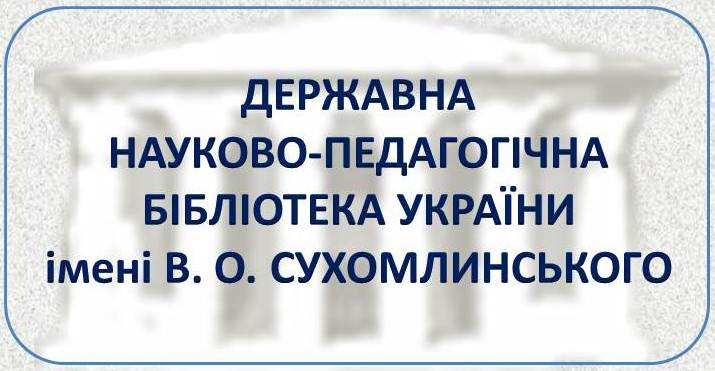 ДЕРЖАВНА
НАУКОВО-ПЕДАГОГІЧНА
БІБЛІОТЕКА УКРАЇНИ
імені В. О. СУХОМЛИНСЬКОГО